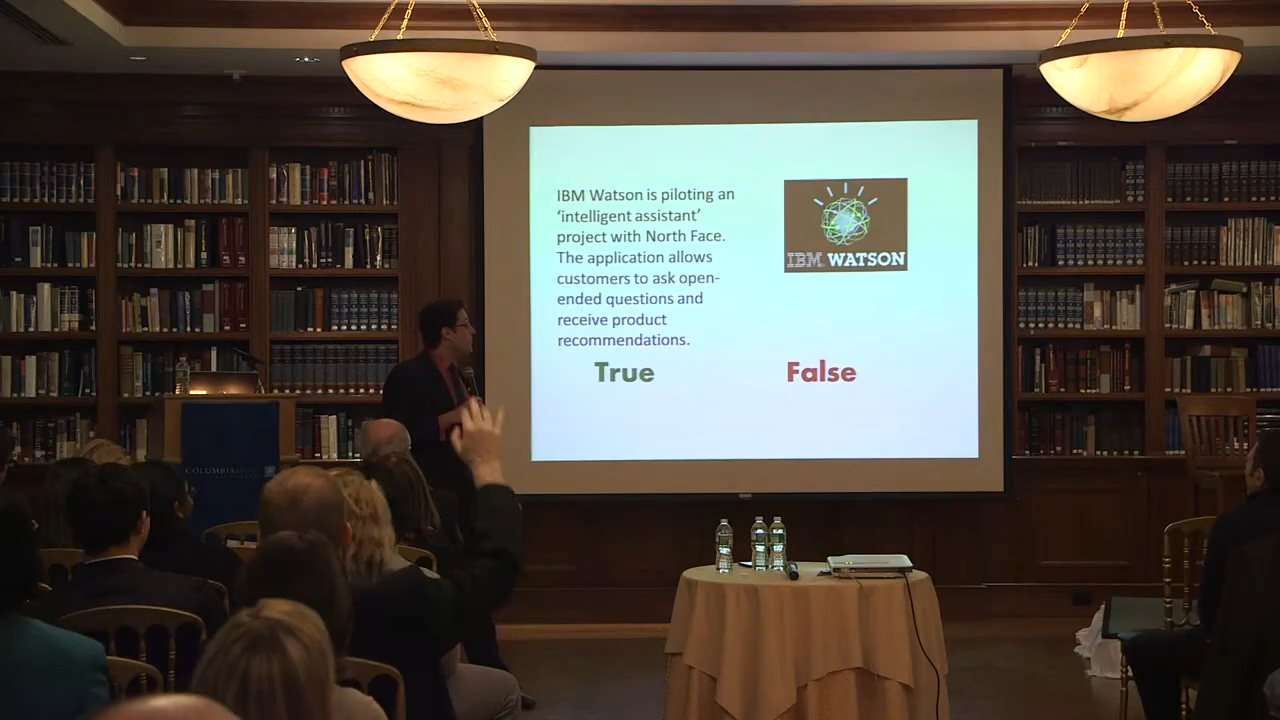 IBM Watson is piloting an
‘intelligent assistant’
project with North Face.
The application allows
customers to ask open-
ended questions and
receive product
recommendations.
IBM WATSON
True
False
COLUMBIA